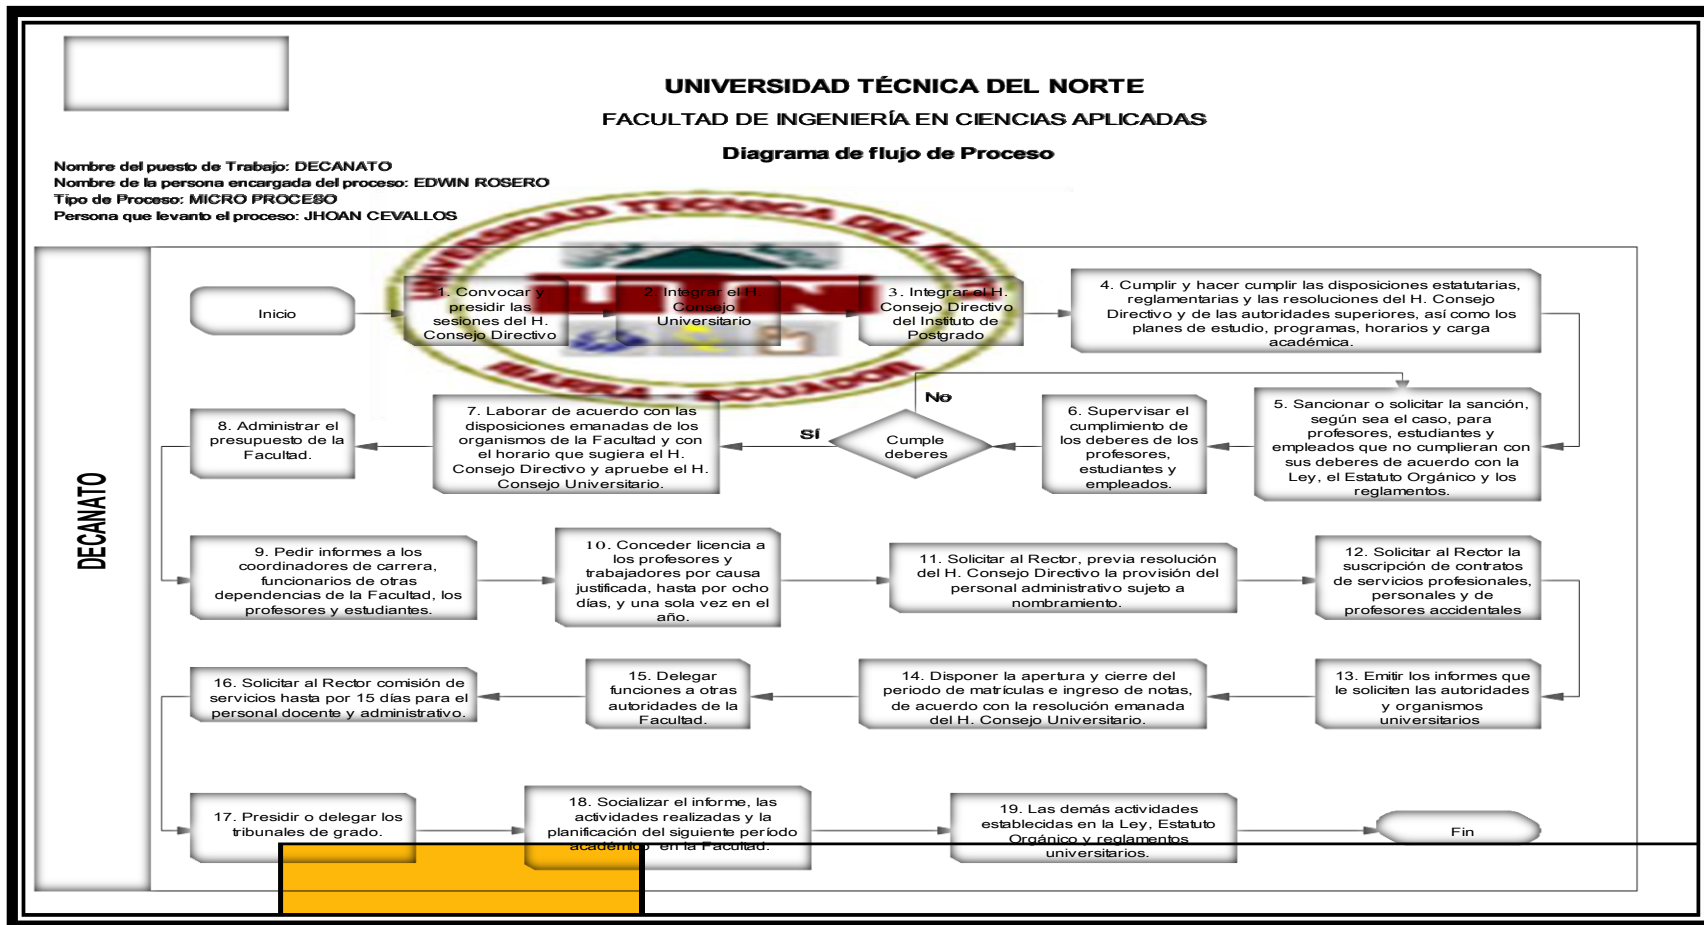 UNIVERSIDAD TÉCNICA DEL NORTE
FACULTAD DE INGENIERÍA EN CIENCIAS APLICADAS
Diagrama de flujo de Proceso
Nombre del puesto de Trabajo: DECANATO
Nombre de la persona encargada del proceso: EDWIN ROSERO
Tipo de Proceso: MICRO PROCESO
Persona que levanto el proceso: JHOAN CEVALLOS
UNIVERSIDAD TECNICA DEL NORTE
UTN
IBARRA - ECUADOR
DECANATO
Inicio
1. Convocar y
presidir las
sesiones del H.
Consejo Directivo
2. Integrar el H.
Consejo
Universitario
3. Integrar el H.
Consejo Directivo
del Instituto de
Postgrado
4. Cumplir y hacer cumplir las disposiciones estatutarias,
reglamentarias y las resoluciones del H. Consejo
Directivo y de las autoridades superiores, así como los
planes de estudio, programas, horarios y carga
académica.
5. Sancionar o solicitar la sanción,
según sea el caso, para
profesores, estudiantes y
empleados que no cumplieran con
sus deberes de acuerdo con la
Ley, el Estatuto Orgánico y los
reglamentos.
6. Supervisar el
cumplimiento de
los deberes de los
profesores,
estudiantes y
empleados.
Cumple
deberes
No
Sí
7. Laborar de acuerdo con las
disposiciones emanadas de los
organismos de la Facultad y con
el horario que sugiera el H.
Consejo Directivo y apruebe el H.
Consejo Universitario.
8. Administrar el
presupuesto de la
Facultad.
9. Pedir informes a los
coordinadores de carrera,
funcionarios de otras
dependencias de la Facultad, los
profesores y estudiantes.
10. Conceder licencia a
los profesores y
trabajadores por causa
justificada, hasta por ocho
días, y una sola vez en el
año.
11. Solicitar al Rector, previa resolución
del H. Consejo Directivo la provisión del
personal administrativo sujeto a
nombramiento.
12. Solicitar al Rector la
suscripción de contratos
de servicios profesionales,
personales y de
profesores accidentales
13. Emitir los informes que
le soliciten las autoridades
y organismos
universitarios
14. Disponer la apertura y cierre del
periodo de matrículas e ingreso de notas,
de acuerdo con la resolución emanada
del H. Consejo Universitario.
15. Delegar
funciones a otras
autoridades de la
Facultad.
16. Solicitar al Rector comisión de
servicios hasta por 15 días para el
personal docente y administrativo.
17. Presidir o delegar los
tribunales de grado.
18. Socializar el informe, las
actividades realizadas y la
planificación del siguiente período
académico en la Facultad.
19. Las demás actividades
establecidas en la Ley, Estatuto
Orgánico y reglamentos
universitarios.
Fin